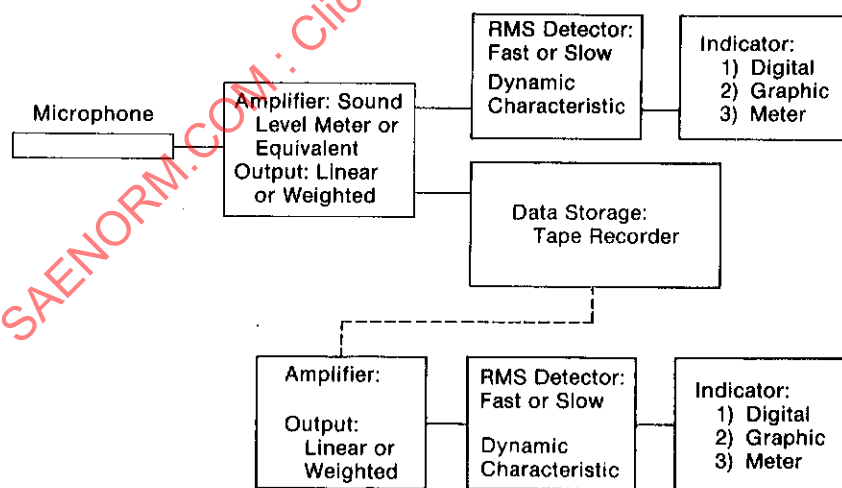 Microphone
Amplifier: Sound
Level Meter or
Equivalent
Output: Linear
or Weighted
RMS Detector:
Fast or Slow
Dynamic
Characteristic
Indicator:
1) Digital
2) Graphic
3) Meter
Data Storage:
Tape Recorder
Amplifier:
Output:
Linear or
Weighted
RMS Detector:
Fast or Slow
Dynamic
Characteristic
Indicator:
1) Digital
2) Graphic
3) Meter
SAENORM.COM : Clic